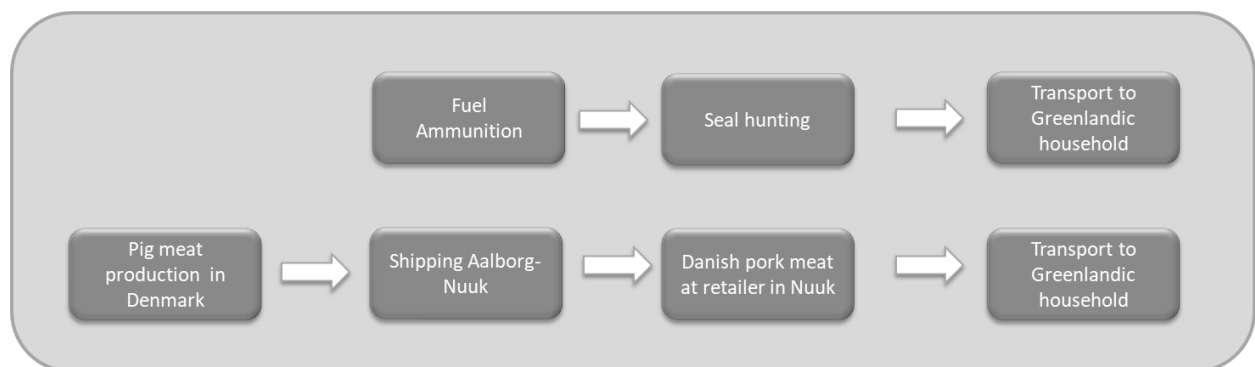 Fuel
Ammunition
Seal hunting
Transport to
Greenlandic
household
Pig meat
production in
Denmark
Shipping Aalborg-
Nuuk
Danish pork meat
at retailer in Nuuk
Transport to
Greenlandic
household